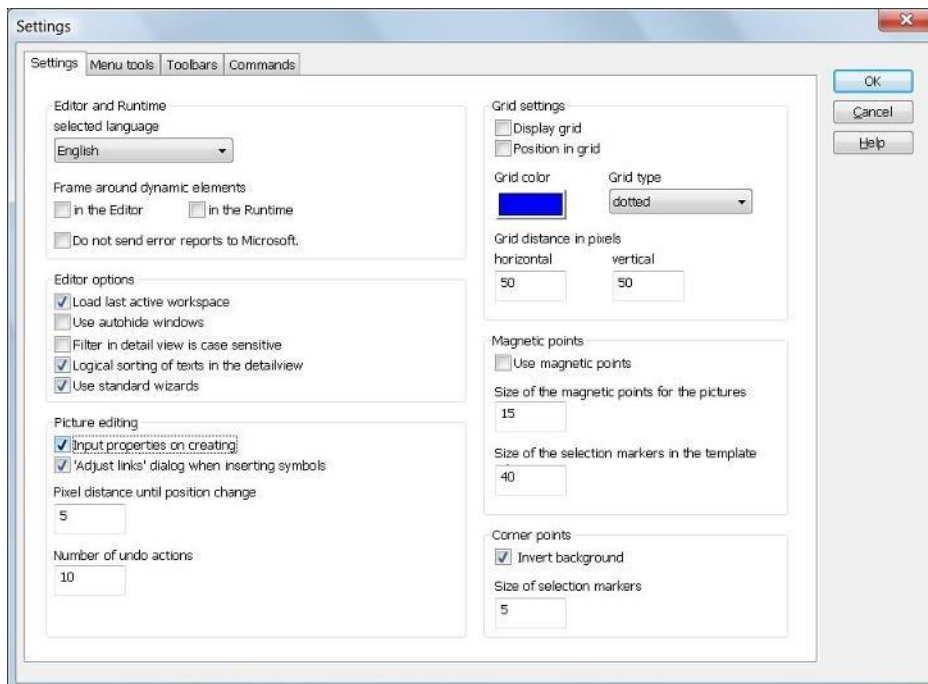 Settings
Settings Menu tools Toolbars Commands
OK
Cancel
Help
Editor and Runtime
selected language
English
Frame around dynamic elements
in the Editor in the Runtime
Do not send error reports to Microsoft.
Editor options
Load last active workspace
Use autohide windows
Filter in detail view is case sensitive
Logical sorting of texts in the detailview
Use standard wizards
Picture editing
Input properties on creating
'Adjust links' dialog when inserting symbols
Pixel distance until position change
5
Number of undo actions
10
Grid settings
Display grid
Position in grid
Grid color Grid type
dotted
Grid distance in pixels
horizontal vertical
50 50
Magnetic points
Use magnetic points
Size of the magnetic points for the pictures
15
Size of the selection markers in the template
40
Corner points
Invert background
Size of selection markers
5